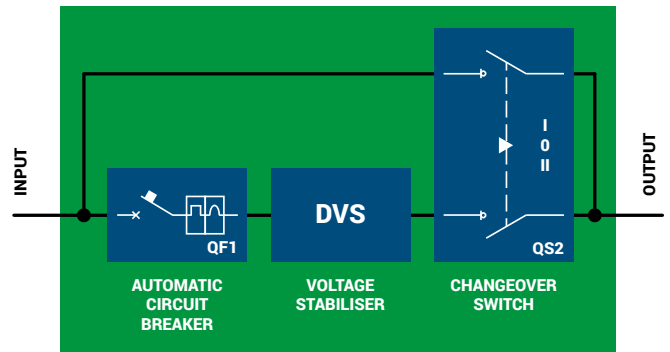 INPUT
QF1
DVS
I
0
II
QS2
OUTPUT
AUTOMATIC
CIRCUIT
BREAKER
VOLTAGE
STABILISER
CHANGEOVER
SWITCH